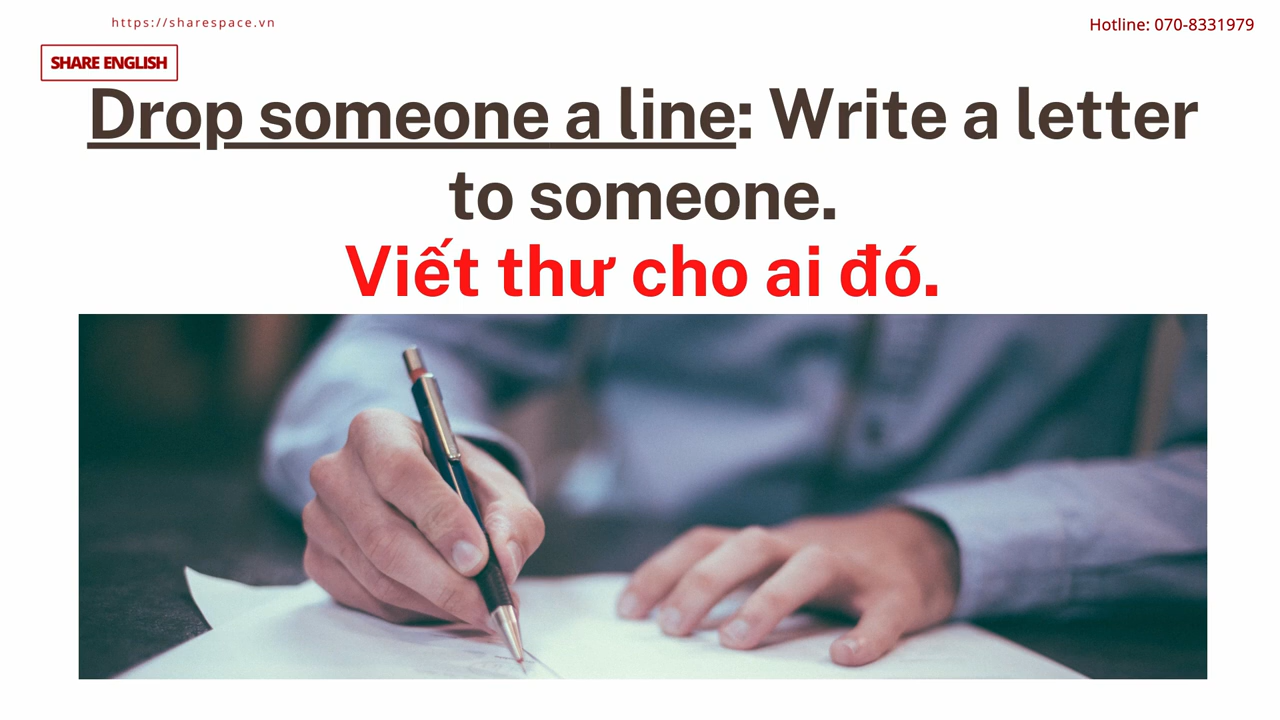 https://sharespace.vn
Hotline: 070-8331979
SHARE ENGLISH
Drop someone a line: Write a letter
to someone.
Viết thư cho ai đó.